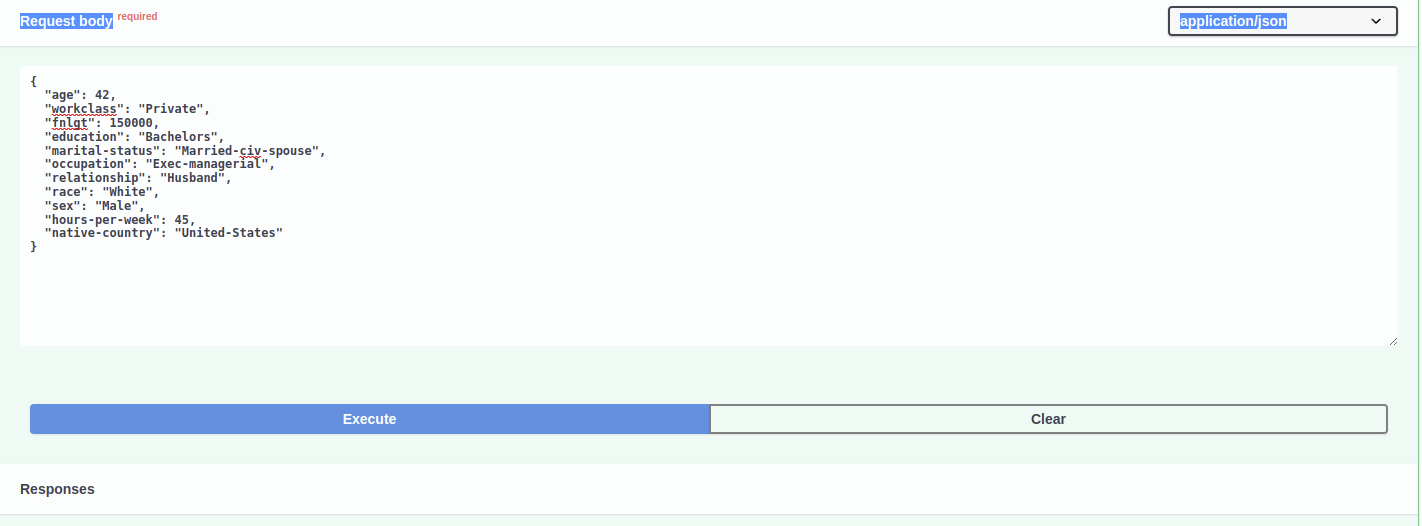 Request body required
application/json
{
  "age": 42,
  "workclass": "Private",
  "fnlgt": 150000,
  "education": "Bachelors",
  "marital-status": "Married-civ-spouse",
  "occupation": "Exec-managerial",
  "relationship": "Husband",
  "race": "White",
  "sex": "Male",
  "hours-per-week": 45,
  "native-country": "United-States"
}
Execute
Clear
Responses